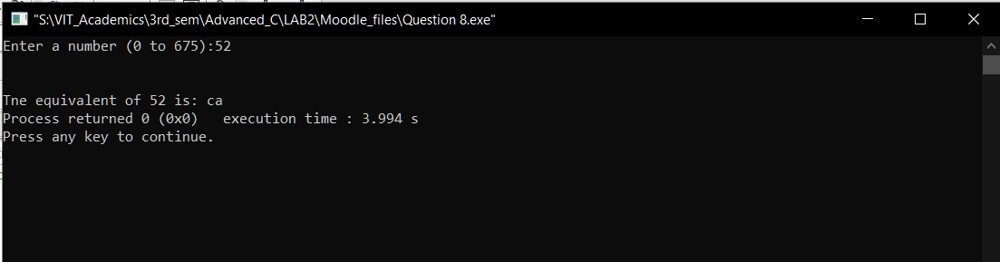 "S:\VIT_Academics\3rd_sem\Advanced_C\LAB2\Moodle_files\Question 8.exe"
Enter a number (0 to 675):52
Tne equivalent of 52 is: ca
Process returned 0 (0x0)   execution time : 3.994 s
Press any key to continue.